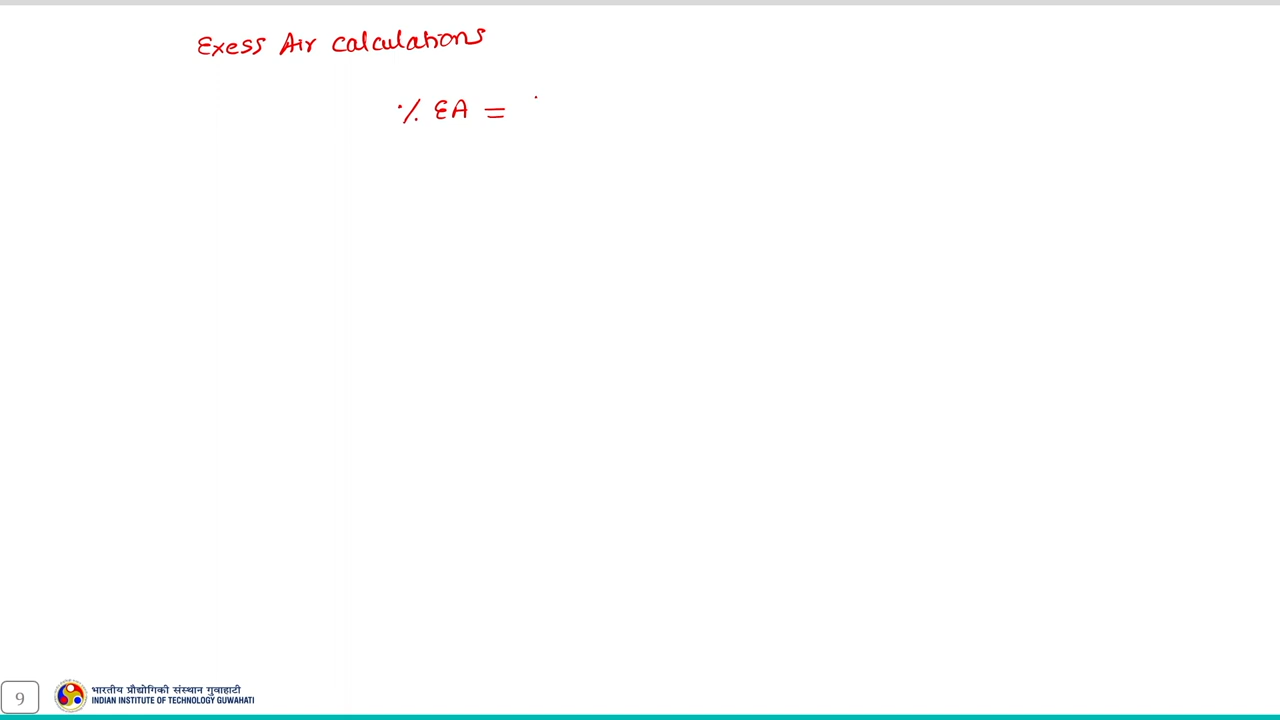 Exess Air calculations
% EA =
9
भारतीय प्रौद्योगिकी संस्थान गुवाहाटी
INDIAN INSTITUTE OF TECHNOLOGY GUWAHATI